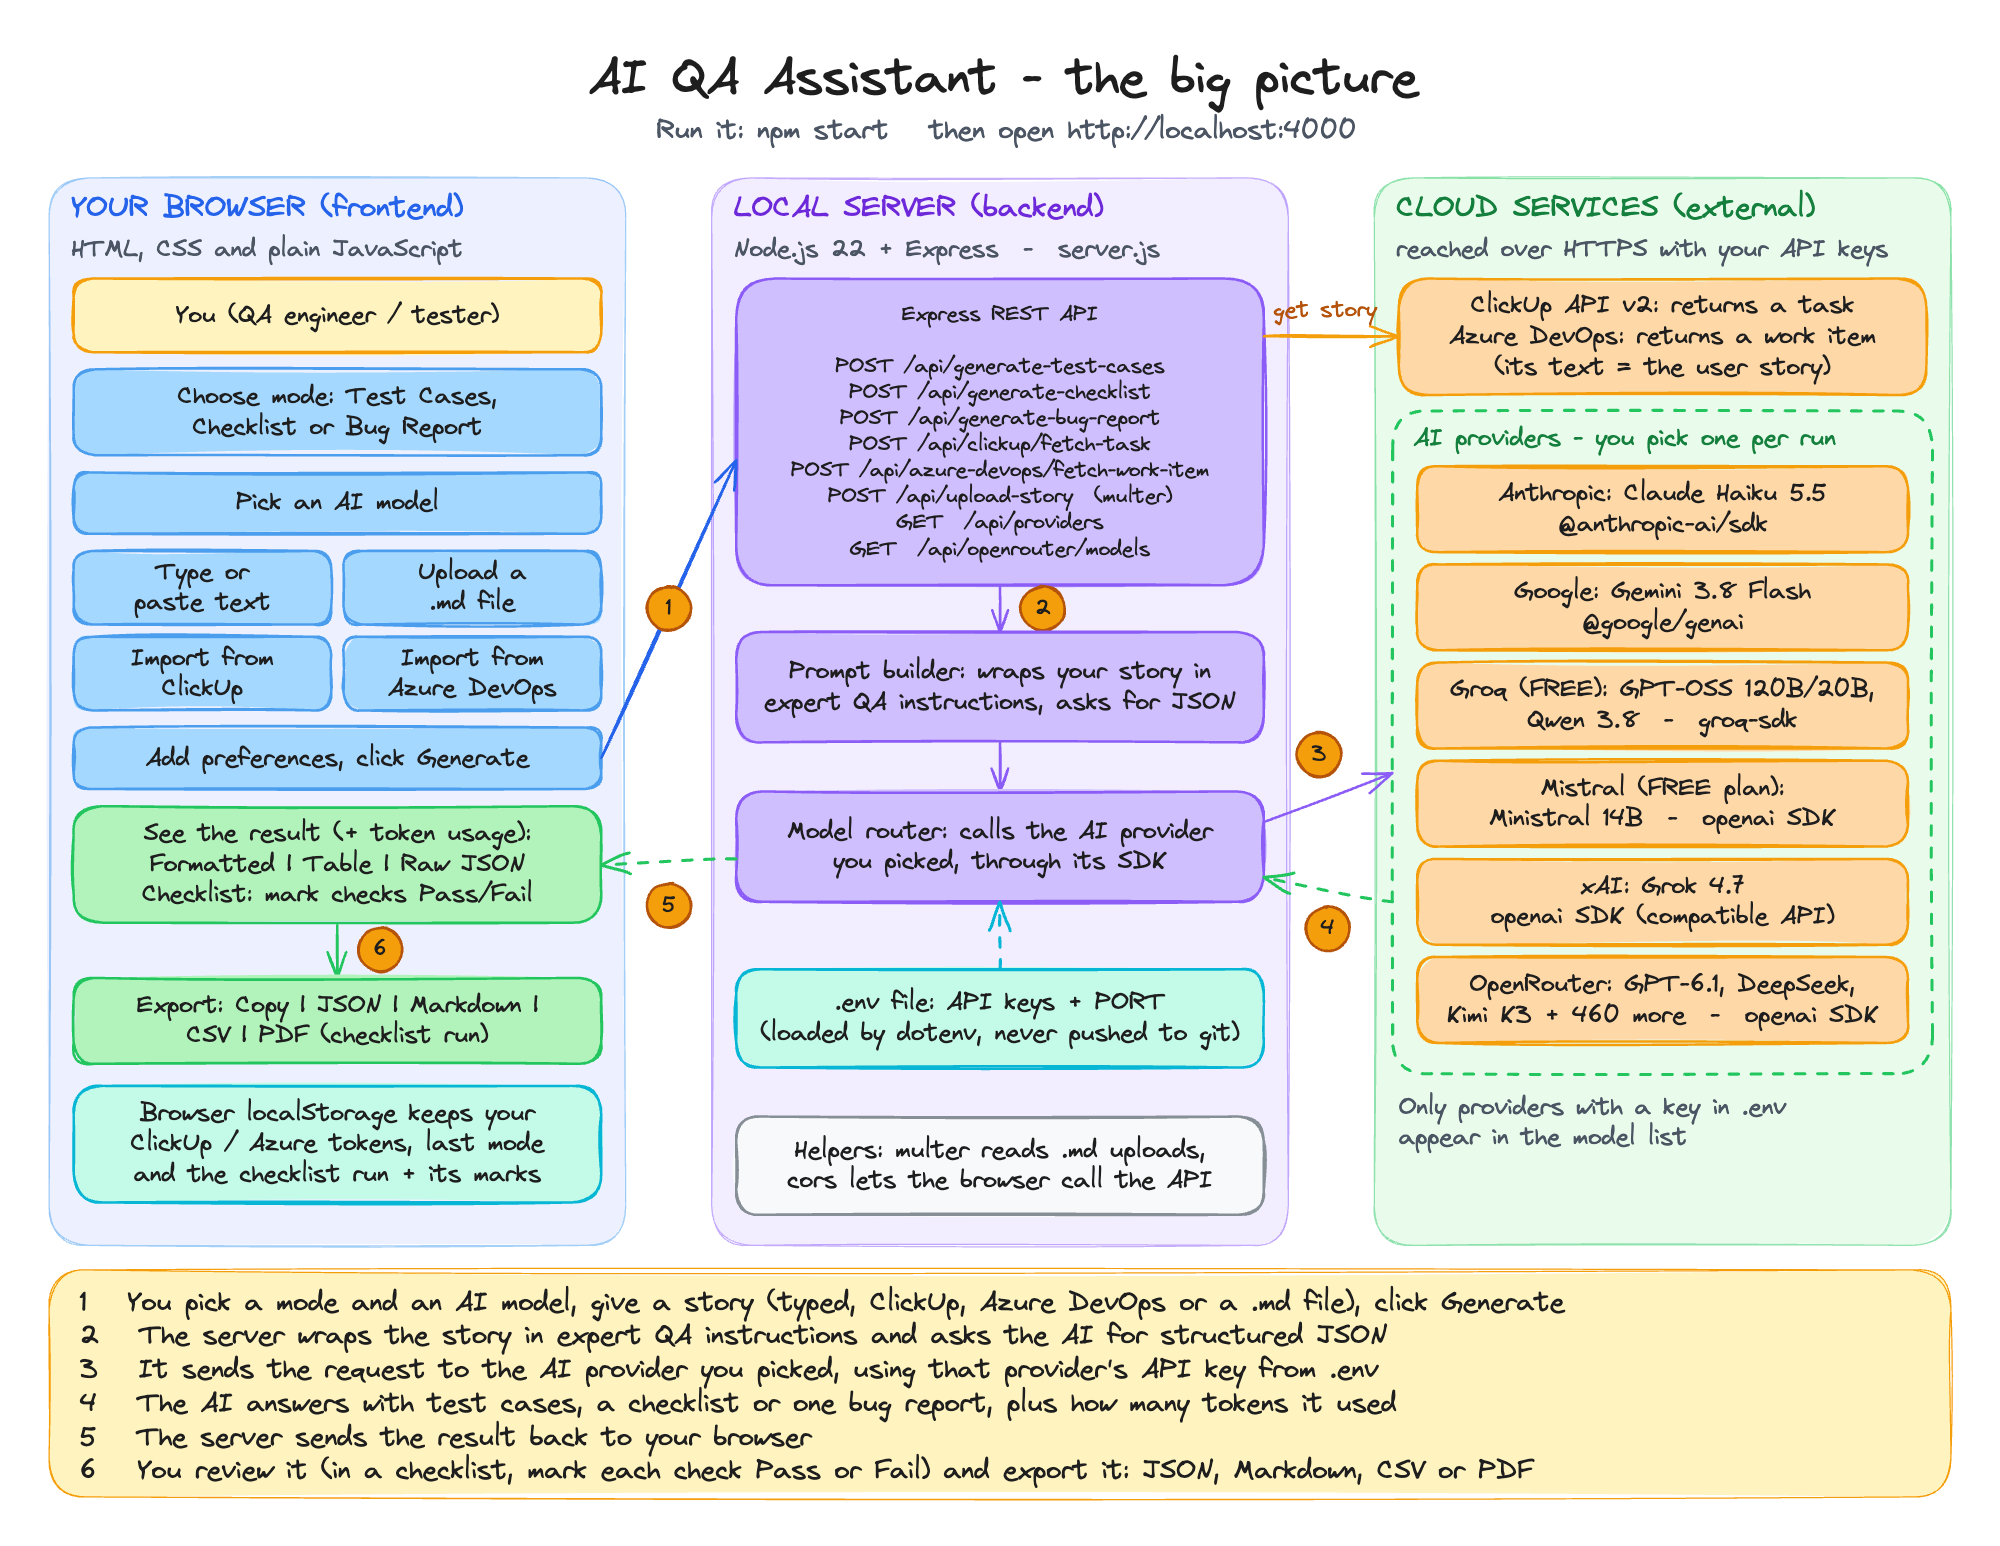 AI QA Assistant - the big picture
Run it: npm start   then open http://localhost:4000
YOUR BROWSER (frontend)
HTML, CSS and plain JavaScript
You (QA engineer / tester)
Choose mode: Test Cases,
Checklist or Bug Report
Pick an AI model
Type or
paste text
Upload a
.md file
Import from
ClickUp
Import from
Azure DevOps
Add preferences, click Generate
See the result (+ token usage):
Formatted | Table | Raw JSON
Checklist: mark checks Pass/Fail
6
Export: Copy | JSON | Markdown |
CSV | PDF (checklist run)
Browser localStorage keeps your
ClickUp / Azure tokens, last mode
and the checklist run + its marks
1
5
LOCAL SERVER (backend)
Node.js 22 + Express - server.js
Express REST API
POST /api/generate-test-cases
POST /api/generate-checklist
POST /api/generate-bug-report
POST /api/clickup/fetch-task
POST /api/azure-devops/fetch-work-item
POST /api/upload-story (multer)
GET /api/providers
GET /api/openrouter/models
2
Prompt builder: wraps your story in
expert QA instructions, asks for JSON
Model router: calls the AI provider
you picked, through its SDK
.env file: API keys + PORT
(loaded by dotenv, never pushed to git)
Helpers: multer reads .md uploads,
cors lets the browser call the API
get story
3
4
CLOUD SERVICES (external)
reached over HTTPS with your API keys
ClickUp API v2: returns a task
Azure DevOps: returns a work item
(its text = the user story)
AI providers - you pick one per run
Anthropic: Claude Haiku 5.5
@anthropic-ai/sdk
Google: Gemini 3.8 Flash
@google/genai
Groq (FREE): GPT-OSS 120B/20B,
Qwen 3.8 - groq-sdk
Mistral (FREE plan):
Ministral 14B - openai SDK
xAI: Grok 4.7
openai SDK (compatible API)
OpenRouter: GPT-6.1, DeepSeek,
Kimi K3 + 460 more - openai SDK
Only providers with a key in .env
appear in the model list
1 You pick a mode and an AI model, give a story (typed, ClickUp, Azure DevOps or a .md file), click Generate
2 The server wraps the story in expert QA instructions and asks the AI for structured JSON
3 It sends the request to the AI provider you picked, using that provider's API key from .env
4 The AI answers with test cases, a checklist or one bug report, plus how many tokens it used
5 The server sends the result back to your browser
6 You review it (in a checklist, mark each check Pass or Fail) and export it: JSON, Markdown, CSV or PDF